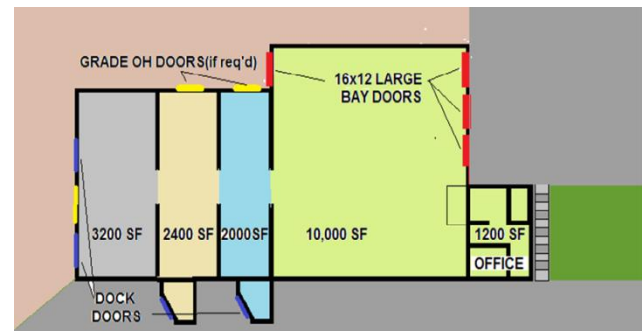 GRADE OH DOORS(if req'd)
16x12 LARGE
BAY DOORS
3200 SF
2400 SF
2000SF
10,000 SF
1200 SF
OFFICE
DOCK
DOORS